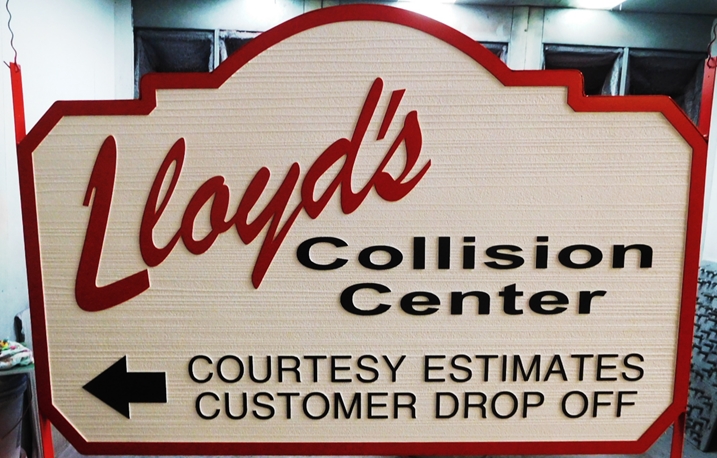 Lloyd's
Collision
Center
COURTESY ESTIMATES
CUSTOMER DROP OFF